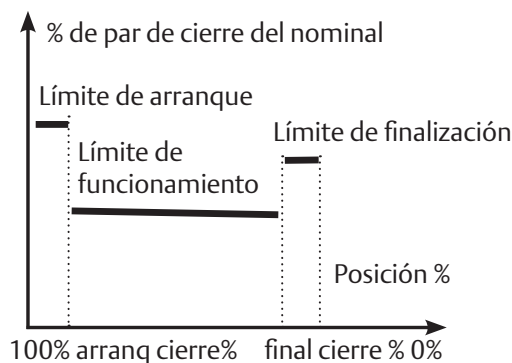 % de par de cierre del nominal
Límite de arranque
Límite de finalización
Límite de
funcionamiento
Posición %
100% arranq cierre% final cierre % 0%